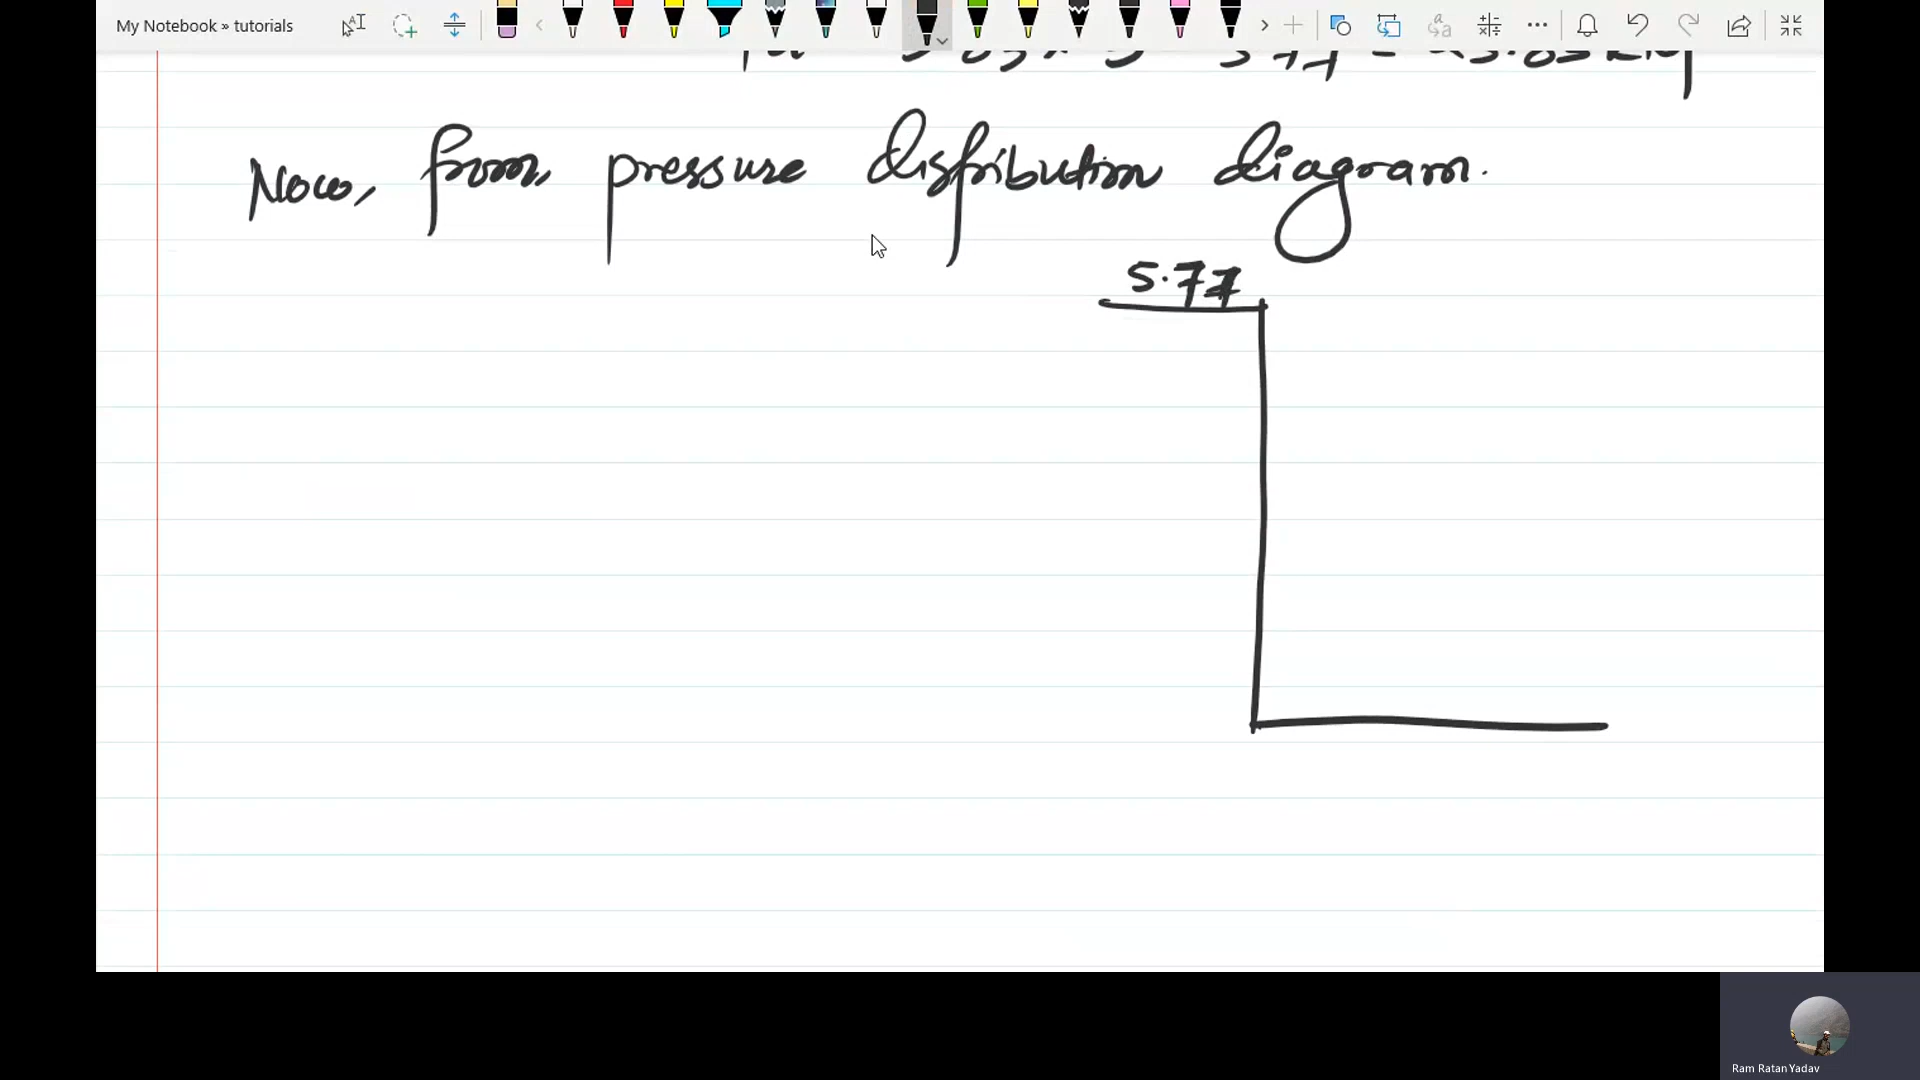 My Notebook » tutorials
Now, from, pressure distribution diagram.
5.77
Ram Ratan Yadav